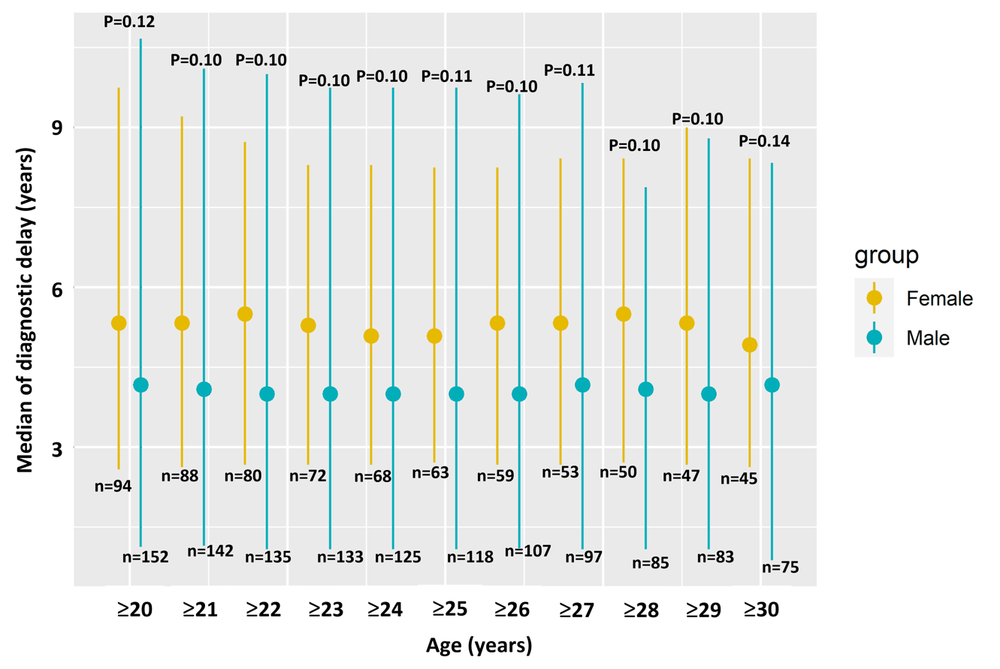 P=0.12
P=0.10 P=0.10
P=0.10 P=0.10 P=0.11 P=0.10 P=0.11
P=0.10 P=0.10 P=0.14
9
6
3
Median of diagnostic delay (years)
n=94 n=88 n=80 n=72 n=68 n=63 n=59 n=53 n=50 n=47 n=45
n=152 n=142 n=135 n=133 n=125 n=118 n=107 n=97 n=85 n=83 n=75
≥20 ≥21 ≥22 ≥23 ≥24 ≥25 ≥26 ≥27 ≥28 ≥29 ≥30
Age (years)
group
Female
Male